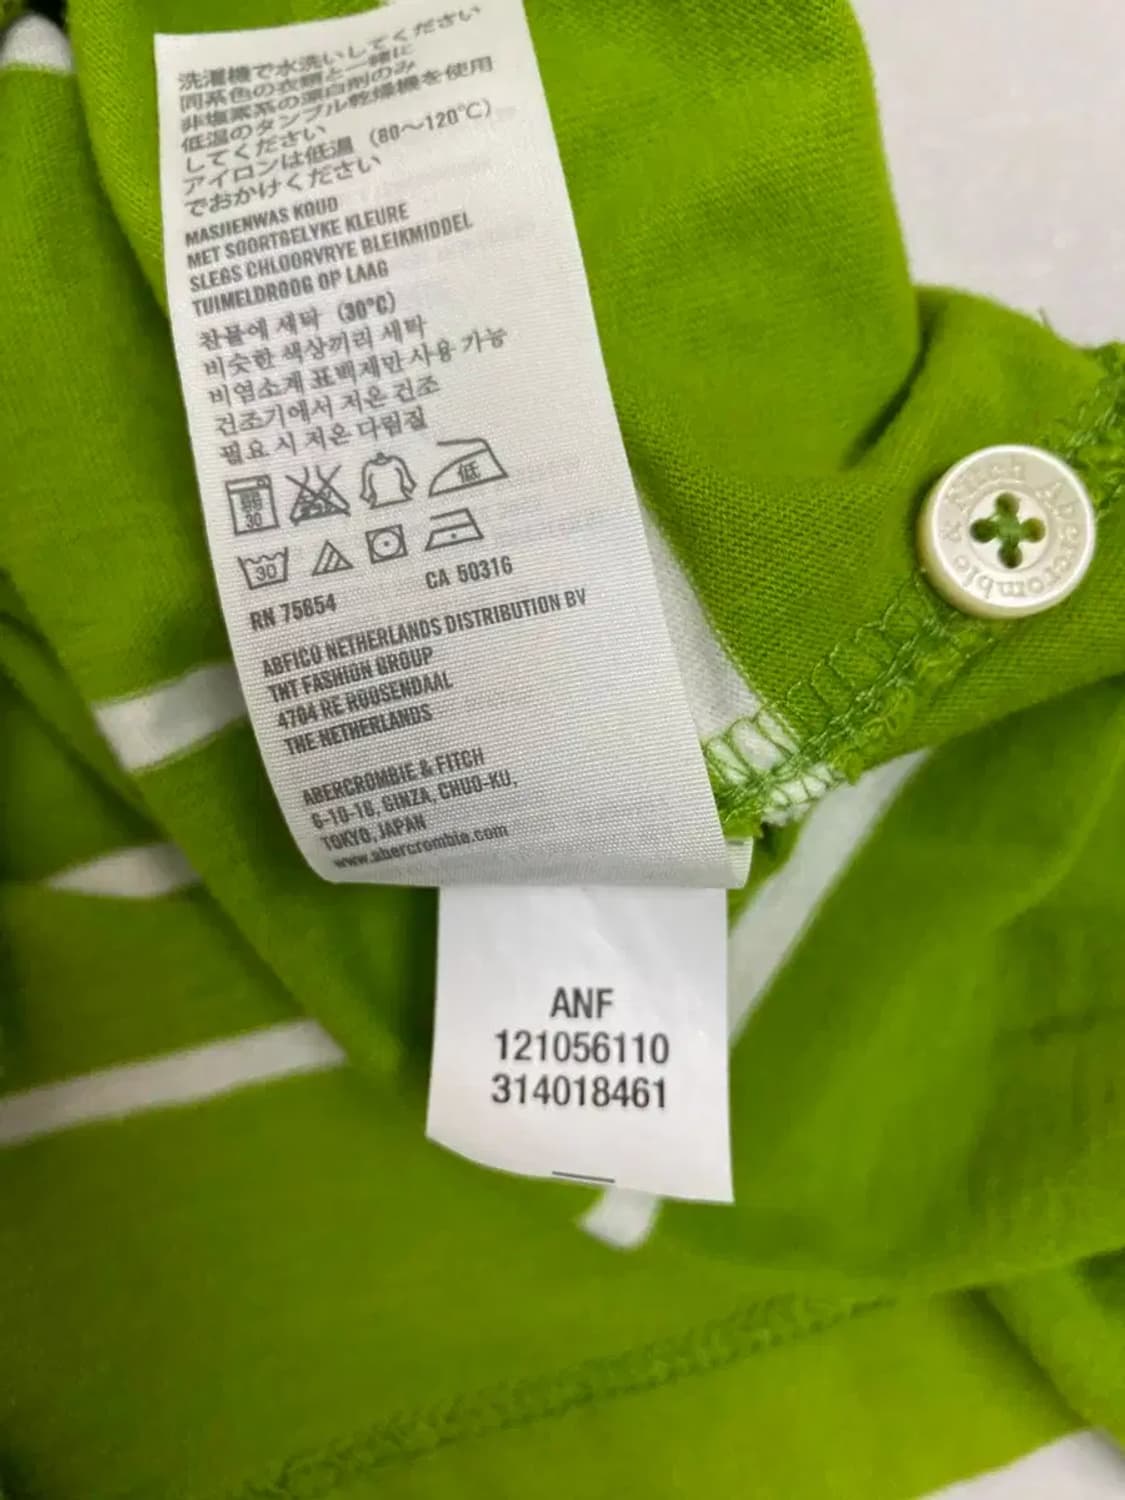 洗濯機で水洗いしてください
同系色の衣類と一緒に
非塩素系の漂白剤のみ
低温のタンブル乾燥機を使用
してください
アイロンは低温 (80～120℃)
でおかけください
MASJIENWAS KOUD
MET SOORTGELYKE KLEURE
SLEGS CHLOORVRYE BLEIKMIDDEL
TUIMELDROOG OP LAAG
찬물에 세탁 (30°C)
비슷한 색상끼리 세탁
비염소계 표백제만 사용 가능
건조기에서 저온 건조
필요 시 저온 다림질
30 低
30
RN 75654 CA 50316
ABFICO NETHERLANDS DISTRIBUTION BV
TNT FASHION GROUP
4704 RE ROOSENDAAL
THE NETHERLANDS
ABERCROMBIE & FITCH
6-10-16, GINZA, CHUO-KU,
TOKYO, JAPAN
www.abercrombie.com
ANF
121056110
314018461
Abercrombie & Fitch